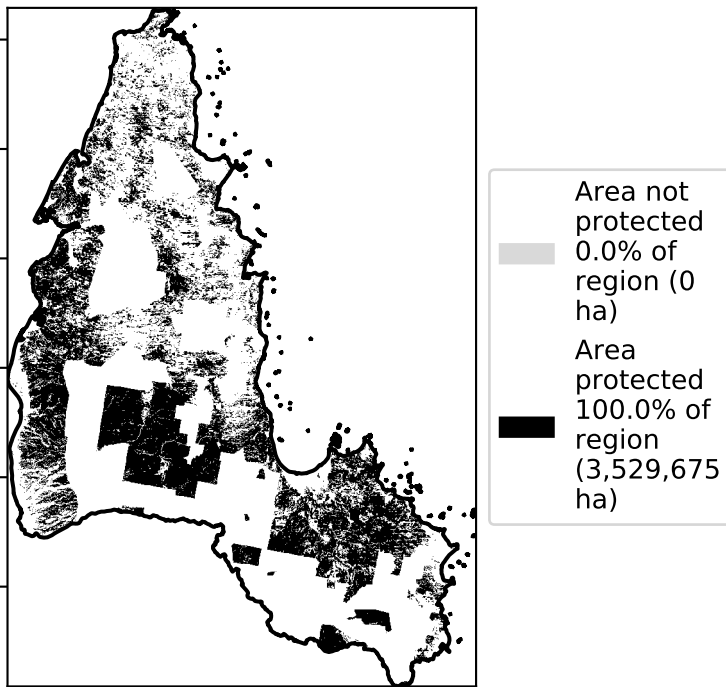 Area not
protected
0.0% of
region (0
ha)
Area
protected
100.0% of
region
(3,529,675
ha)